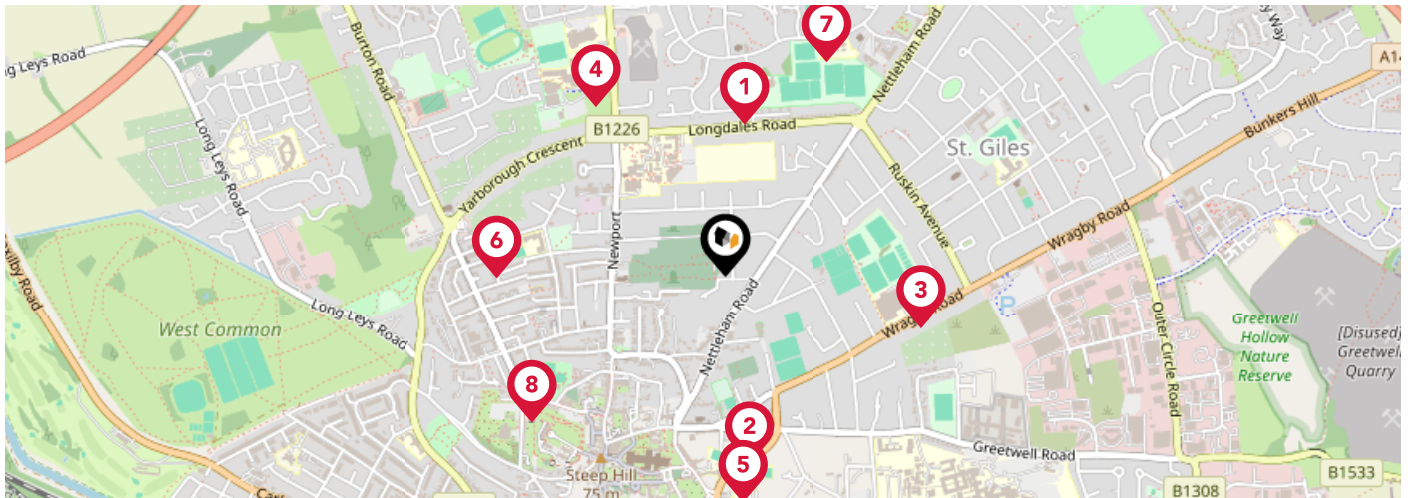 7
Nettleham Road
ng Leys Road
Burton Road
4
1
A1
B1226
Longdales Road
Bunkers Hill
Long Leys Road
Yarborough Crescent
St. Giles
Ruskin Avenue
Newport
6
Wragby Road
3
Road
Nettleham Road
P
Outer Circle Road
Long Leys Road
West Common
Greetwell
Hollow
Nature
Reserve
[Disused]
Greetwell
Quarry
8
2
Greetwell Road
5
Steep Hill
75 m
B1533
B1308